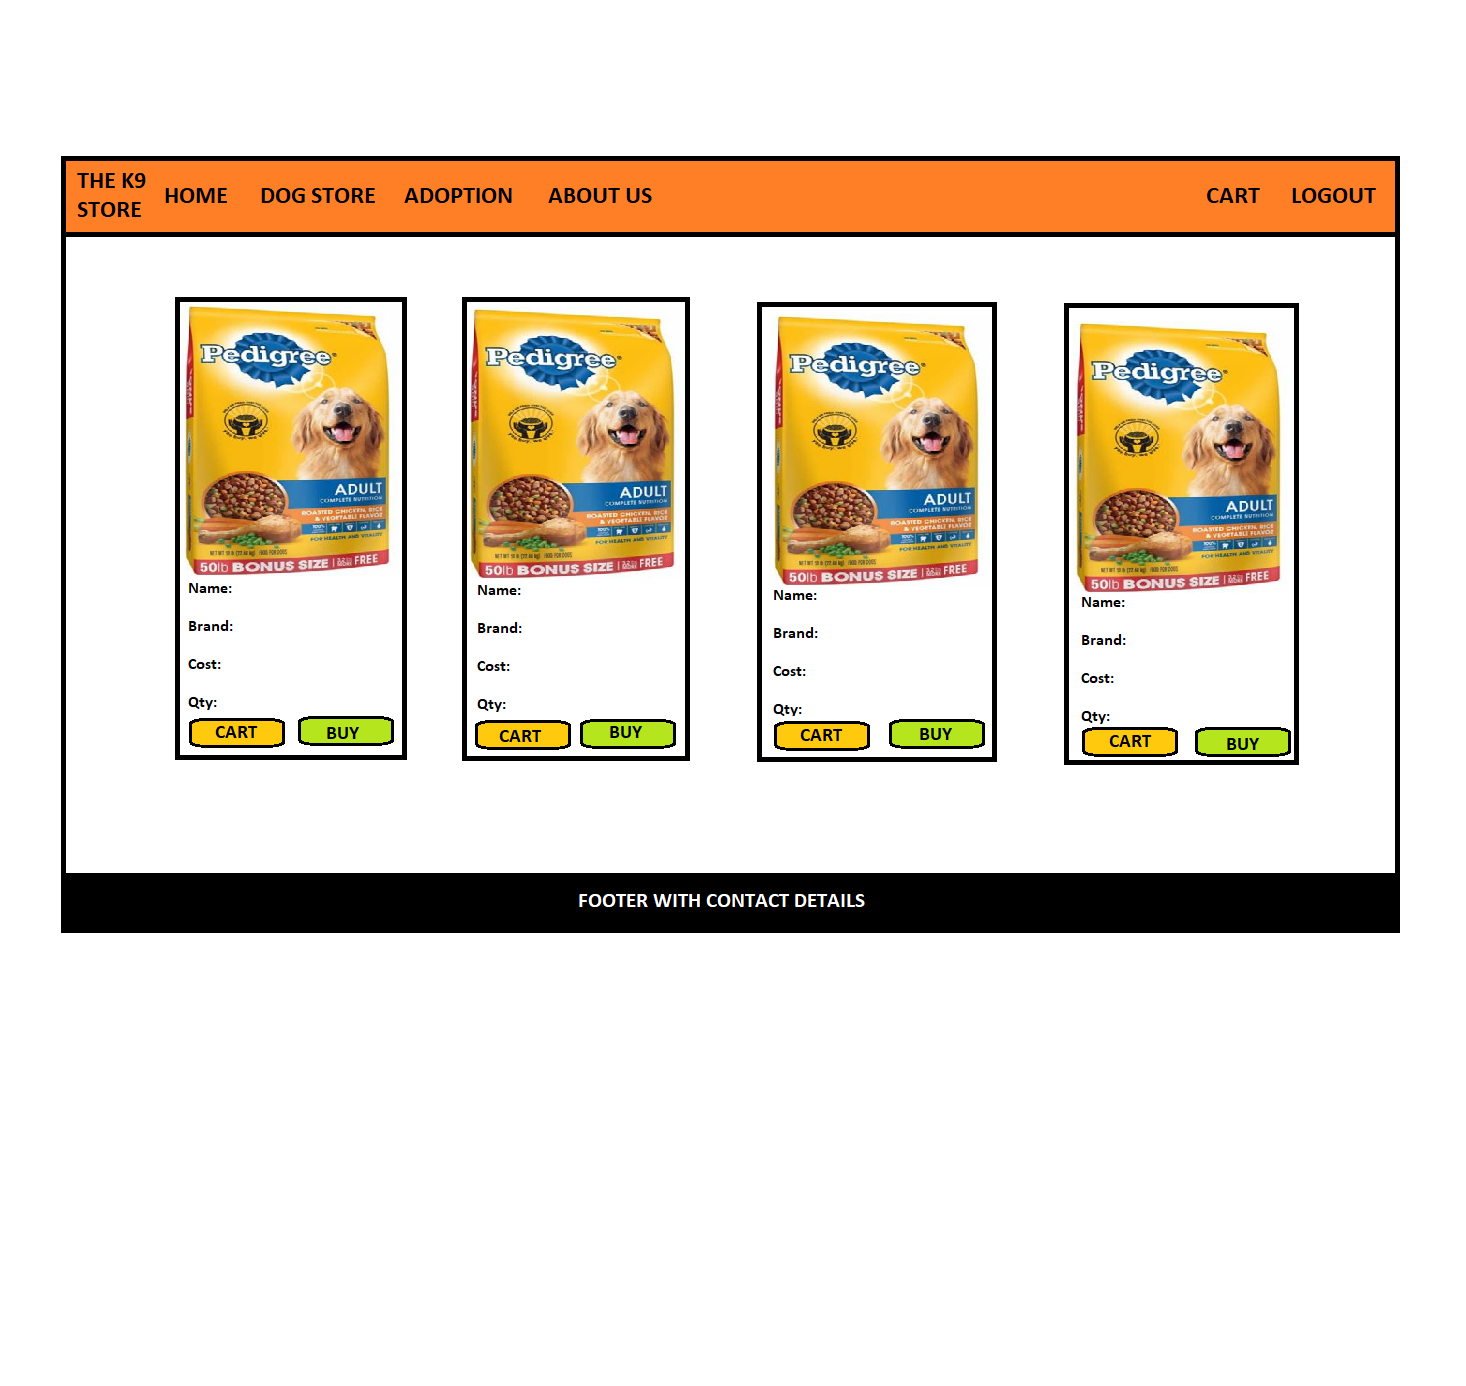 THE K9
STORE
HOME
DOG STORE
ADOPTION
ABOUT US
CART
LOGOUT
Pedigree
ADULT
COMPLETE NUTRITION
ROASTED CHICKEN, RICE
& VEGETABLE FLAVOR
FOR HEALTH AND VITALITY
50lb BONUS SIZE
FREE
Name:
Brand:
Cost:
Qty:
CART
BUY
Pedigree
ADULT
COMPLETE NUTRITION
ROASTED CHICKEN, RICE
& VEGETABLE FLAVOR
FOR HEALTH AND VITALITY
50lb BONUS SIZE
FREE
Name:
Brand:
Cost:
Qty:
CART
BUY
Pedigree
ADULT
COMPLETE NUTRITION
ROASTED CHICKEN, RICE
& VEGETABLE FLAVOR
FOR HEALTH AND VITALITY
50lb BONUS SIZE
FREE
Name:
Brand:
Cost:
Qty:
CART
BUY
Pedigree
ADULT
COMPLETE NUTRITION
ROASTED CHICKEN, RICE
& VEGETABLE FLAVOR
FOR HEALTH AND VITALITY
50lb BONUS SIZE
FREE
Name:
Brand:
Cost:
Qty:
CART
BUY
FOOTER WITH CONTACT DETAILS